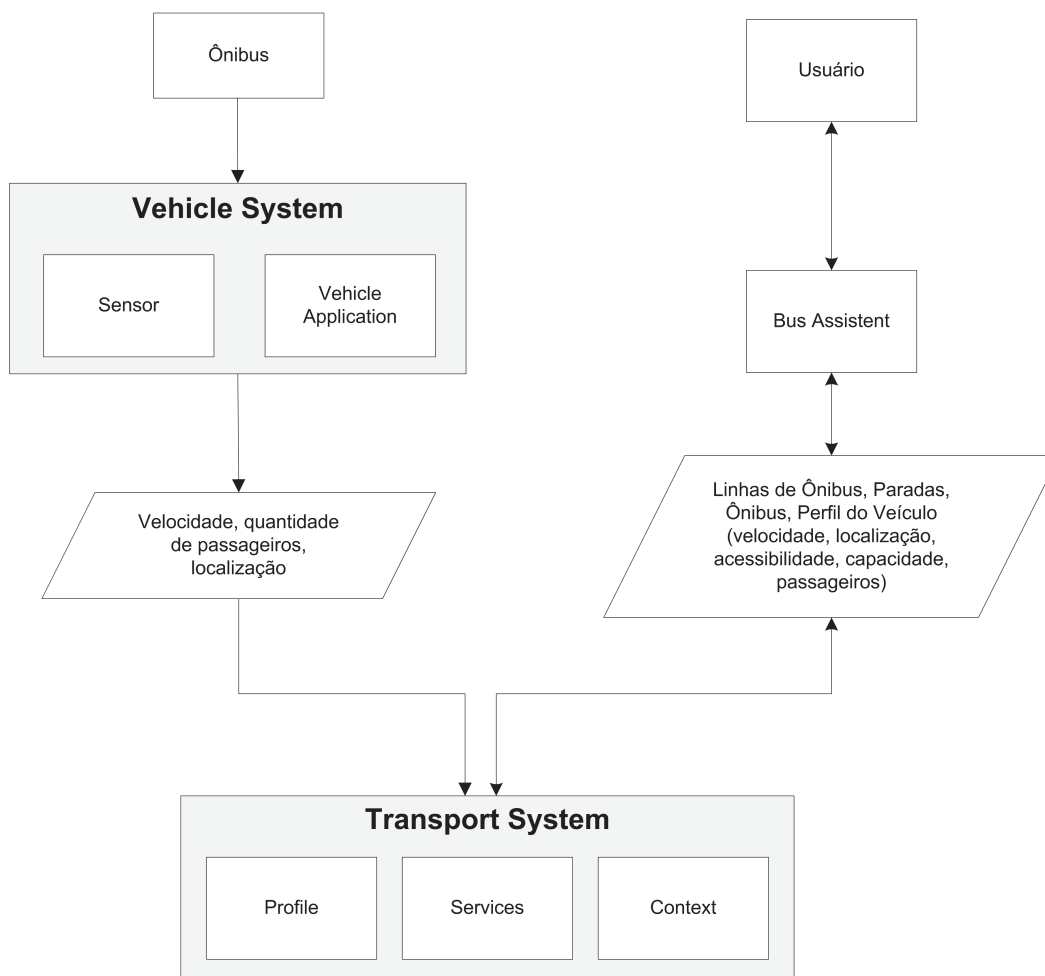 Ônibus
Usuário
Vehicle System
Sensor
Vehicle
Application
Bus Assistent
Velocidade, quantidade
de passageiros,
localização
Linhas de Ônibus, Paradas,
Ônibus, Perfil do Veículo
(velocidade, localização,
acessibilidade, capacidade,
passageiros)
Transport System
Profile
Services
Context